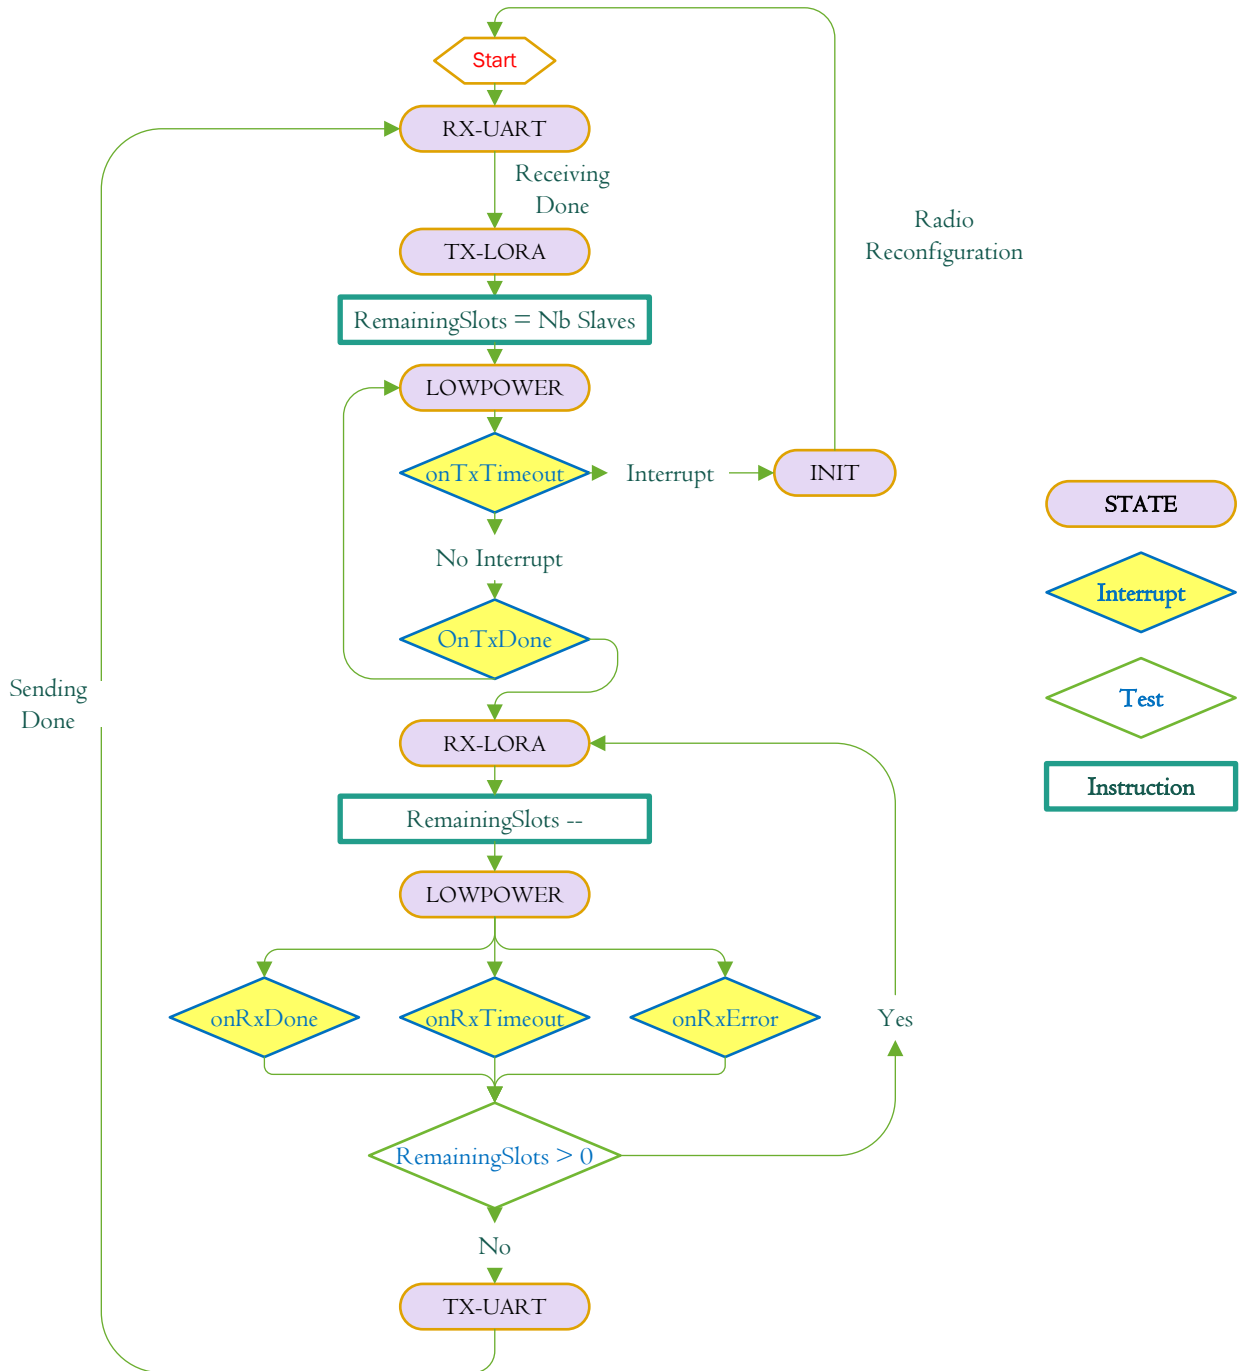 Start
RX-UART
Receiving
Done
TX-LORA
Radio
Reconfiguration
RemainingSlots = Nb Slaves
LOWPOWER
onTxTimeout
Interrupt
INIT
STATE
No Interrupt
Interrupt
OnTxDone
Sending
Done
Test
RX-LORA
Instruction
RemainingSlots --
LOWPOWER
onRxDone
onRxTimeout
onRxError
Yes
RemainingSlots > 0
No
TX-UART